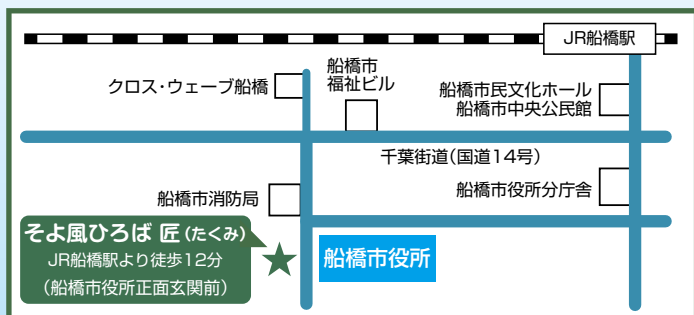 JR船橋駅
クロス・ウェーブ船橋
船橋市
福祉ビル
船橋市民文化ホール
船橋市中央公民館
千葉街道(国道14号)
船橋市消防局
船橋市役所分庁舎
そよ風ひろば 匠(たくみ)
JR船橋駅より徒歩12分
(船橋市役所正面玄関前)
船橋市役所